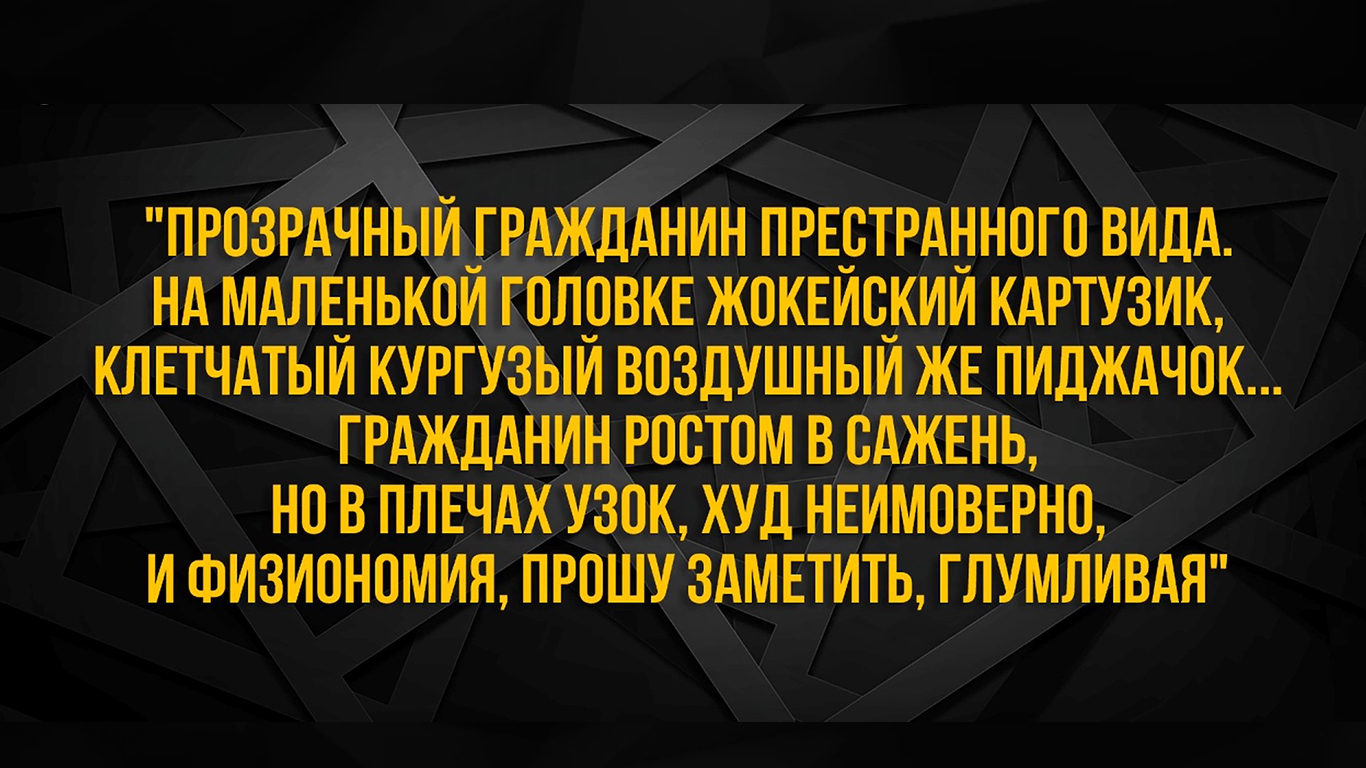 "ПРОЗРАЧНЫЙ ГРАЖДАНИН ПРЕСТРАННОГО ВИДА.
НА МАЛЕНЬКОЙ ГОЛОВКЕ ЖОКЕЙСКИЙ КАРТУЗИК,
КЛЕТЧАТЫЙ КУРГУЗЫЙ ВОЗДУШНЫЙ ЖЕ ПИДЖАЧОК...
ГРАЖДАНИН РОСТОМ В САЖЕНЬ,
НО В ПЛЕЧАХ УЗОК, ХУД НЕИМОВЕРНО,
И ФИЗИОНОМИЯ, ПРОШУ ЗАМЕТИТЬ, ГЛУМЛИВАЯ"